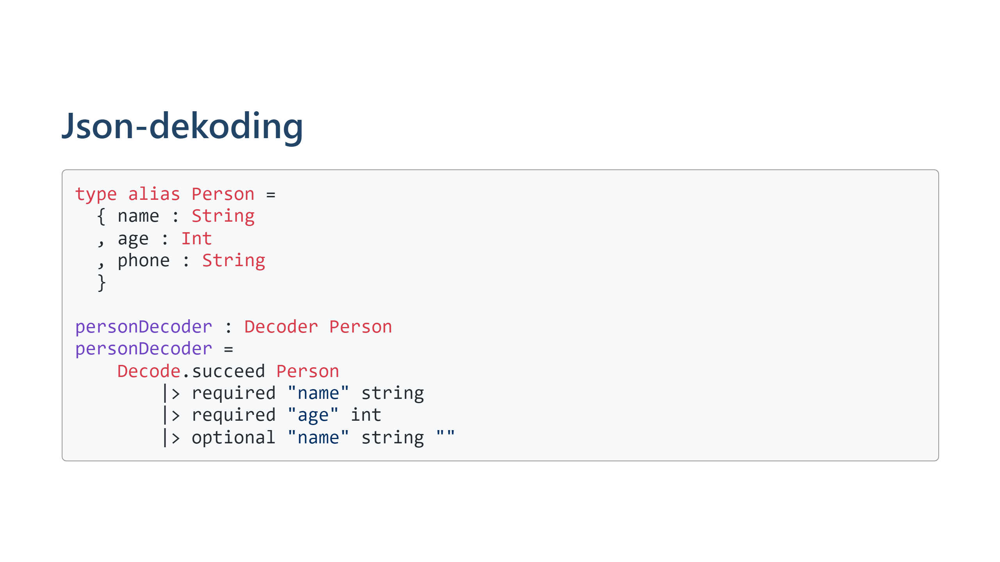 Json-dekoding
type alias Person =
  { name : String
  , age : Int
  , phone : String
  }

personDecoder : Decoder Person
personDecoder =
    Decode.succeed Person
        |> required "name" string
        |> required "age" int
        |> optional "name" string ""